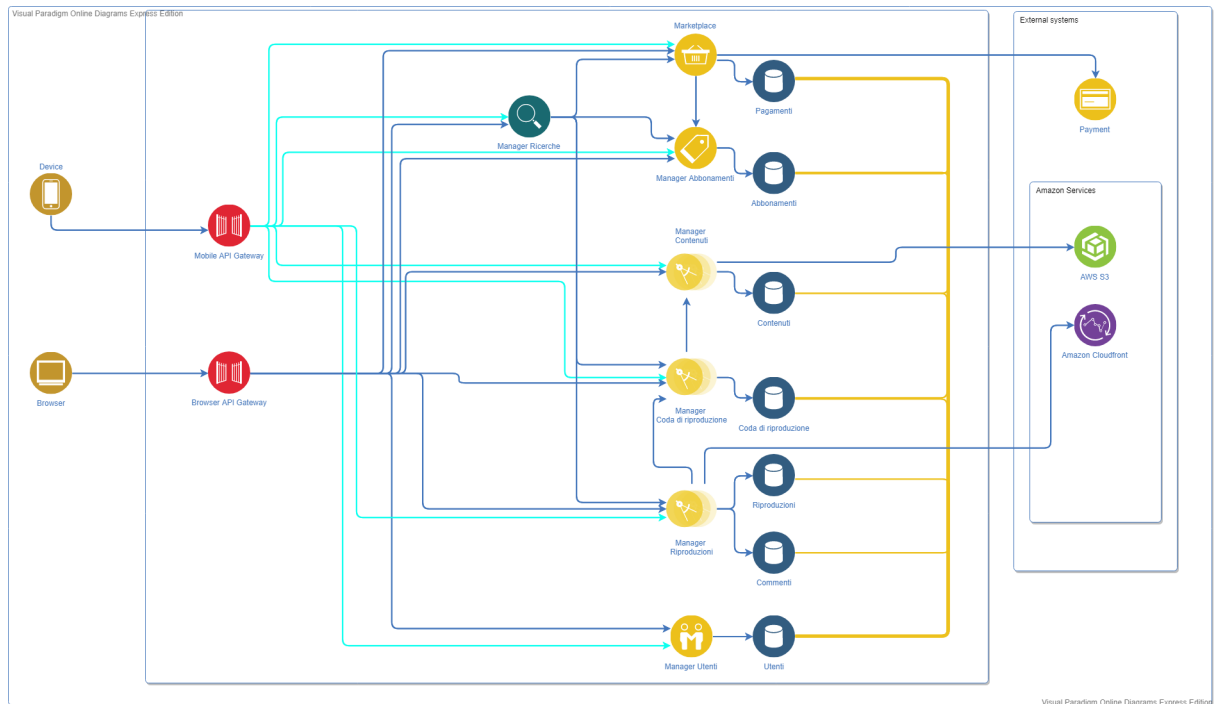 Visual Paradigm Online Diagrams Express Edition
External systems
Marketplace
Pagamenti
Payment
Manager Ricerche
Device
Manager Abbonamenti
Amazon Services
Abbonamenti
Manager
Contenuti
Mobile API Gateway
AWS S3
Contenuti
Amazon Cloudfront
Browser
Browser API Gateway
Manager
Coda di riproduzione
Coda di riproduzione
Riproduzioni
Manager
Riproduzioni
Commenti
Manager Utenti
Utenti
Visual Paradigm Online Diagrams Express Edition